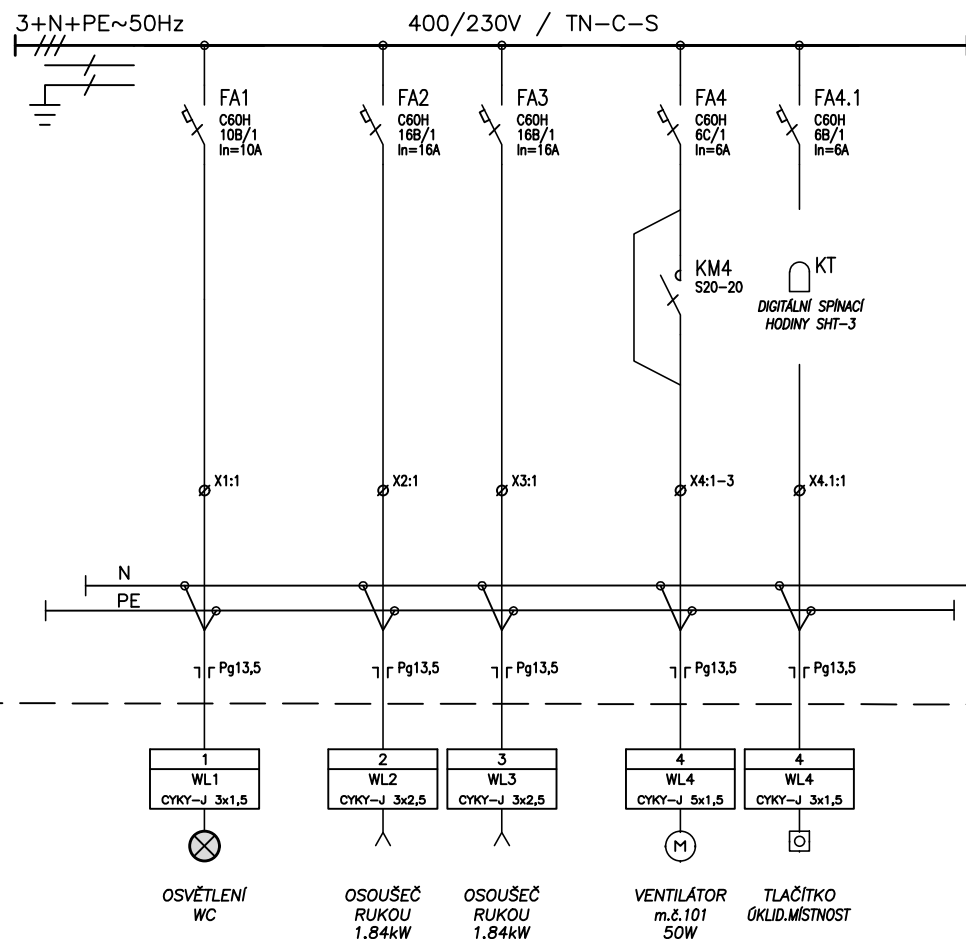 3+N+PE~50Hz
400/230V / TN-C-S
FA1
C60H
10B/1
In=10A
FA2
C60H
16B/1
In=16A
FA3
C60H
16B/1
In=16A
FA4
C60H
6C/1
In=6A
FA4.1
C60H
6B/1
In=6A
KM4
S20-20
KT
DIGITÁLNÍ SPÍNACÍ
HODINY SHT-3
X1:1
X2:1
X3:1
X4:1-3
X4.1:1
N
PE
Pg13,5
Pg13,5
Pg13,5
Pg13,5
Pg13,5
1
WL1
CYKY-J 3x1,5
2
WL2
CYKY-J 3x2,5
3
WL3
CYKY-J 3x2,5
4
WL4
CYKY-J 5x1,5
4
WL4
CYKY-J 3x1,5
M
OSVĚTLENÍ
WC
OSOUŠEČ
RUKOU
1.84kW
OSOUŠEČ
RUKOU
1.84kW
VENTILÁTOR
m.č.101
50W
TLAČÍTKO
ÚKLID.MÍSTNOST